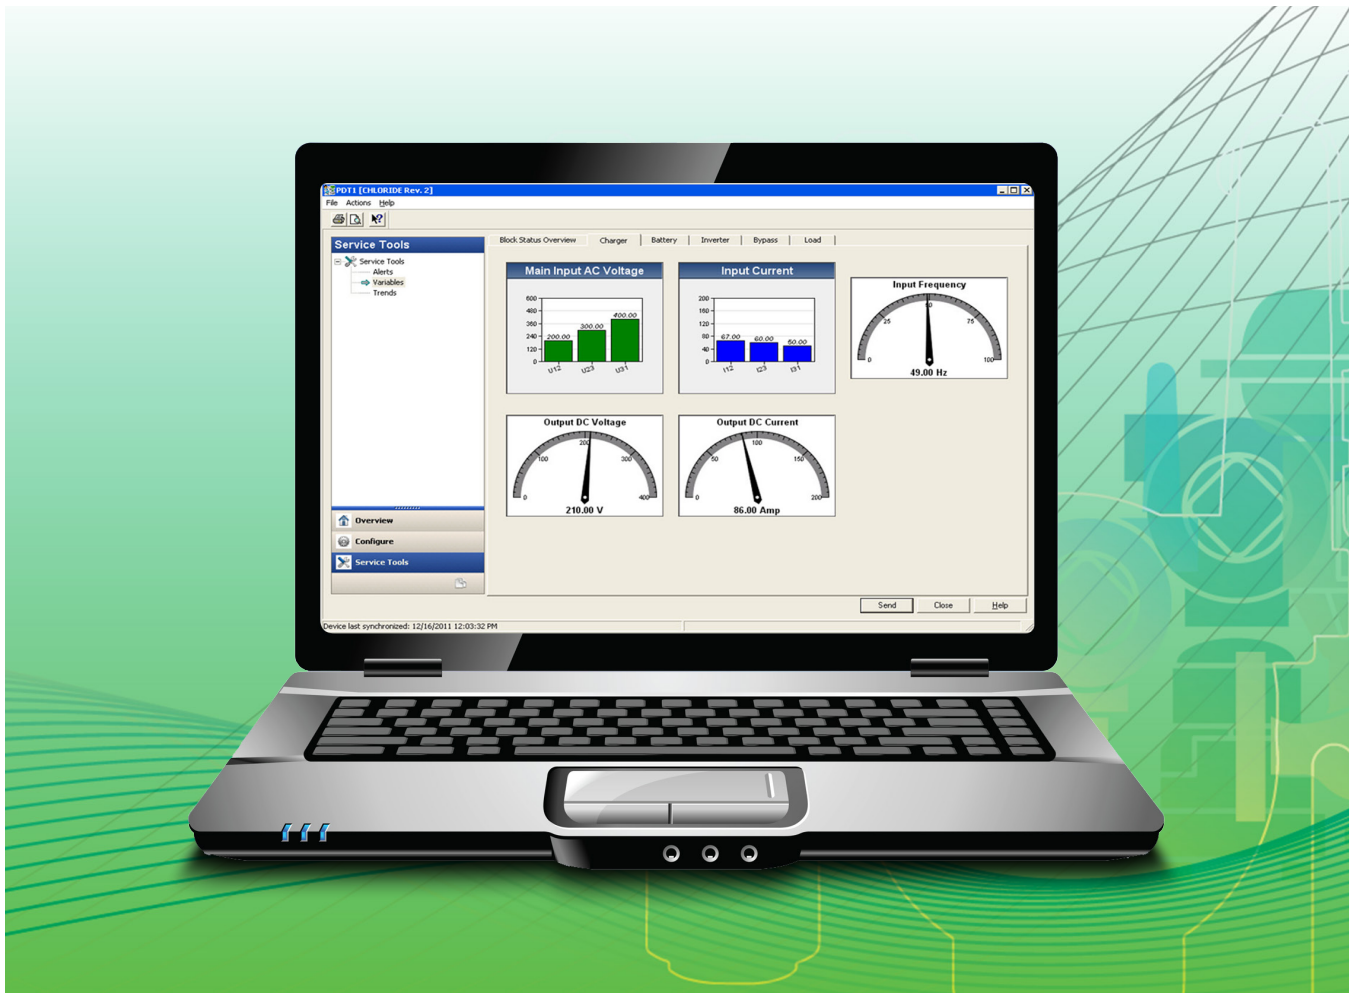 PDT1 [CHLORIDE Rev. 2]
File Actions Help
Service Tools
Service Tools
Alerts
Variables
Trends
Overview
Configure
Service Tools
Block Status Overview Charger Battery Inverter Bypass Load
Main Input AC Voltage
600
480
360
240
120
0
200.00 300.00 400.00
U12 U23 U31
Input Current
200
160
120
80
40
0
67.00 60.00 50.00
I12 I23 I31
Input Frequency
0 25 50 75 100
49.00 Hz
Output DC Voltage
0 100 200 300 400
210.00 V
Output DC Current
0 50 100 150 200
86.00 Amp
Send Close Help
Device last synchronized: 12/16/2011 12:03:32 PM